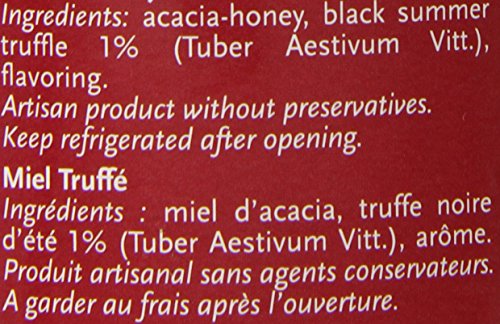 Ingredients: acacia-honey, black summer
truffle 1% (Tuber Aestivum Vitt.),
flavoring.
Artisan product without preservatives.
Keep refrigerated after opening.
Miel Truffé
Ingrédients : miel d'acacia, truffe noire
d'été 1% (Tuber Aestivum Vitt.), arôme.
Produit artisanal sans agents conservateurs.
A garder au frais après l'ouverture.